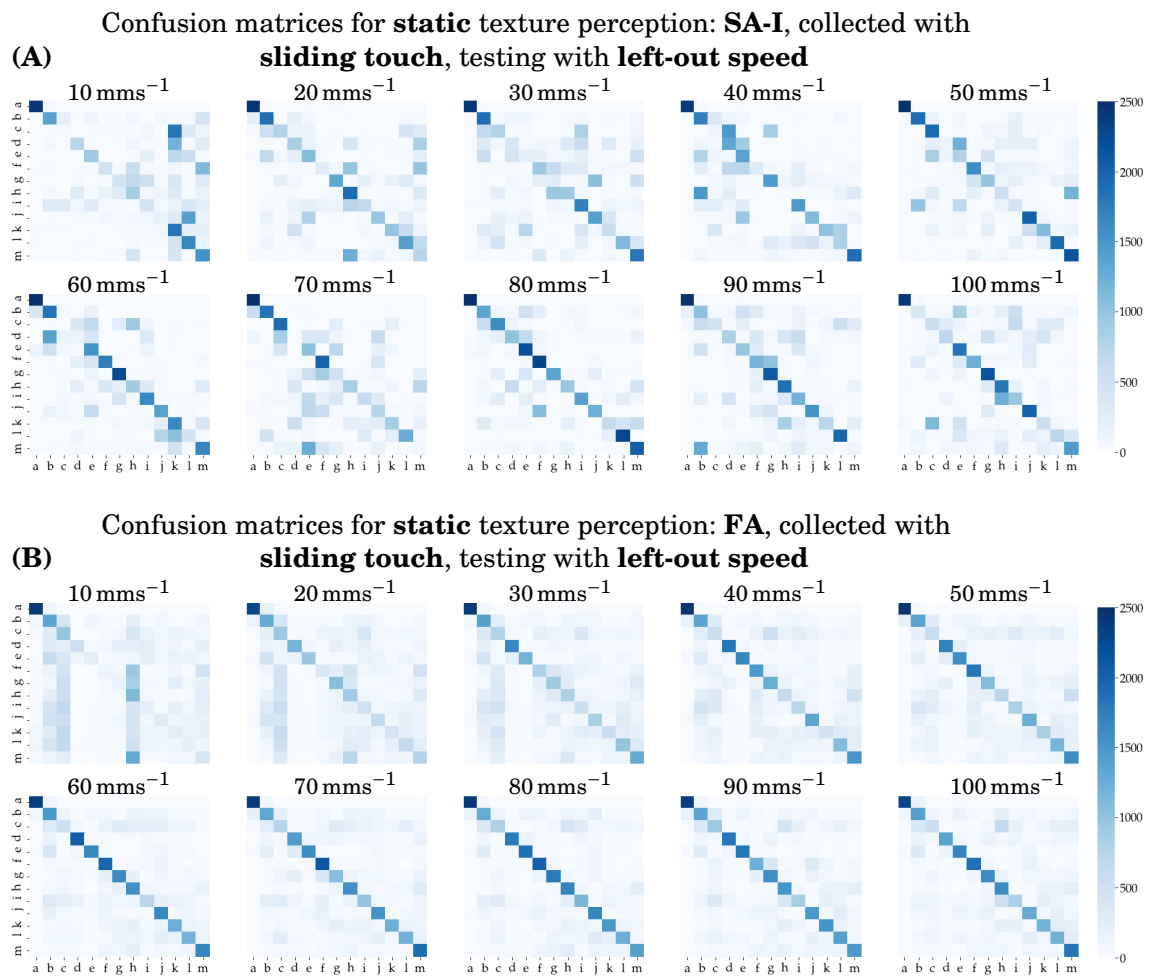 Confusion matrices for static texture perception: SA-I, collected with
(A) sliding touch, testing with left-out speed
10 mms⁻¹ 20 mms⁻¹ 30 mms⁻¹ 40 mms⁻¹ 50 mms⁻¹
a
b
c
d
e
f
g
h
i
j
k
l
m
2500
2000
1500
1000
500
0
60 mms⁻¹ 70 mms⁻¹ 80 mms⁻¹ 90 mms⁻¹ 100 mms⁻¹
a
b
c
d
e
f
g
h
i
j
k
l
m
a b c d e f g h i j k l m a b c d e f g h i j k l m a b c d e f g h i j k l m a b c d e f g h i j k l m a b c d e f g h i j k l m
Confusion matrices for static texture perception: FA, collected with
(B) sliding touch, testing with left-out speed
10 mms⁻¹ 20 mms⁻¹ 30 mms⁻¹ 40 mms⁻¹ 50 mms⁻¹
a
b
c
d
e
f
g
h
i
j
k
l
m
2500
2000
1500
1000
500
0
60 mms⁻¹ 70 mms⁻¹ 80 mms⁻¹ 90 mms⁻¹ 100 mms⁻¹
a
b
c
d
e
f
g
h
i
j
k
l
m
a b c d e f g h i j k l m a b c d e f g h i j k l m a b c d e f g h i j k l m a b c d e f g h i j k l m a b c d e f g h i j k l m